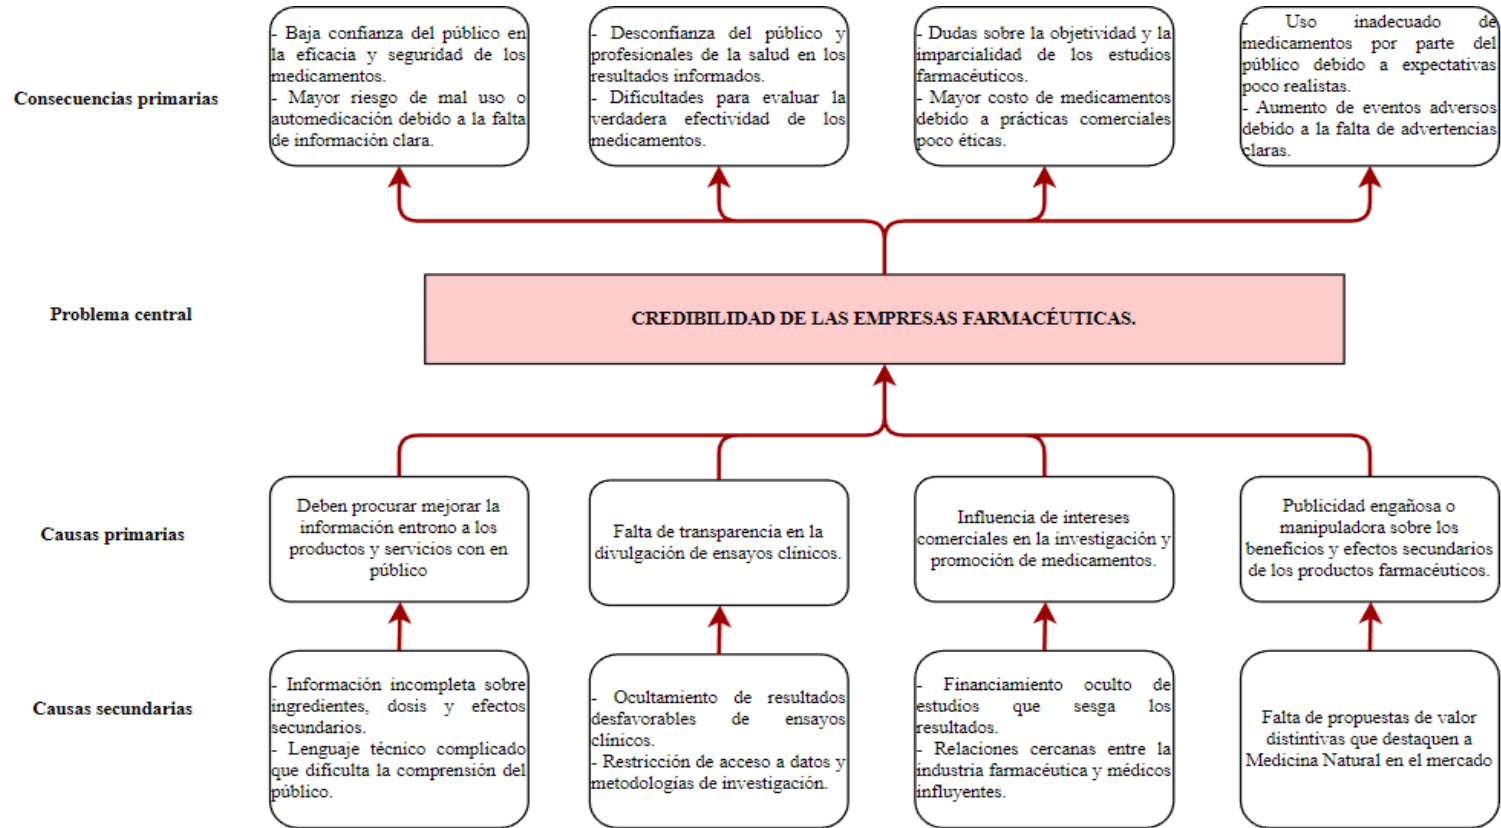 Consecuencias primarias
- Baja confianza del público en
la eficacia y seguridad de los
medicamentos.
- Mayor riesgo de mal uso o
automedicación debido a la falta
de información clara.
- Desconfianza del público y
profesionales de la salud en los
resultados informados.
- Dificultades para evaluar la
verdadera efectividad de los
medicamentos.
- Dudas sobre la objetividad y la
imparcialidad de los estudios
farmacéuticos.
- Mayor costo de medicamentos
debido a prácticas comerciales
poco éticas.
- Uso inadecuado de
medicamentos por parte del
público debido a expectativas
poco realistas.
- Aumento de eventos adversos
debido a la falta de advertencias
claras.
Problema central
CREDIBILIDAD DE LAS EMPRESAS FARMACÉUTICAS.
Causas primarias
Deben procurar mejorar la
información entrono a los
productos y servicios con en
público
Falta de transparencia en la
divulgación de ensayos clínicos.
Influencia de intereses
comerciales en la investigación y
promoción de medicamentos.
Publicidad engañosa o
manipuladora sobre los
beneficios y efectos secundarios
de los productos farmacéuticos.
Causas secundarias
- Información incompleta sobre
ingredientes, dosis y efectos
secundarios.
- Lenguaje técnico complicado
que dificulta la comprensión del
público.
- Ocultamiento de resultados
desfavorables de ensayos
clínicos.
- Restricción de acceso a datos y
metodologías de investigación.
- Financiamiento oculto de
estudios que sesga los
resultados.
- Relaciones cercanas entre la
industria farmacéutica y médicos
influyentes.
Falta de propuestas de valor
distintivas que destaquen a
Medicina Natural en el mercado